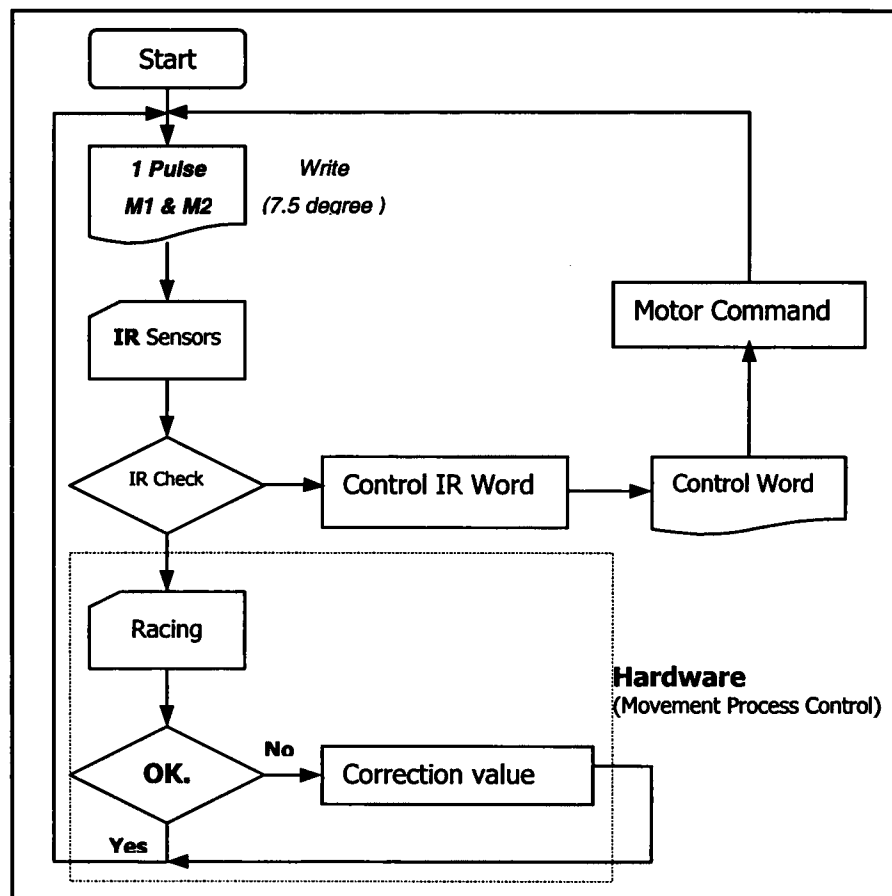 Start
1 Pulse
M1 & M2
Write
(7.5 degree )
Motor Command
IR Sensors
IR Check
Control IR Word
Control Word
Racing
Hardware
(Movement Process Control)
OK.
No
Correction value
Yes